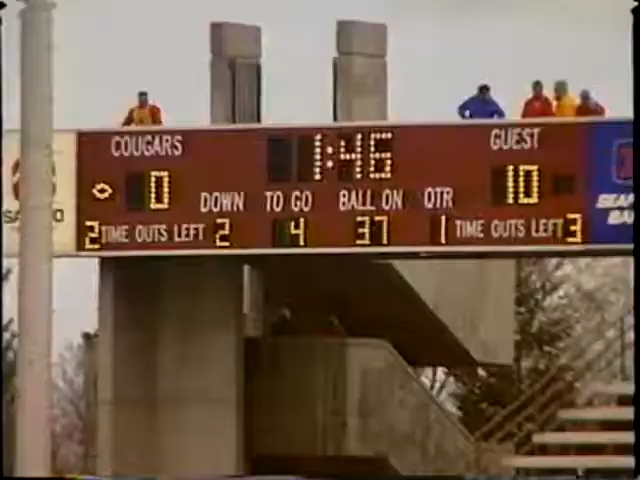 COUGARS 1:46 GUEST
0 10
DOWN TO GO BALL ON QTR
2 TIME OUTS LEFT 2 4 37 1 TIME OUTS LEFT 3